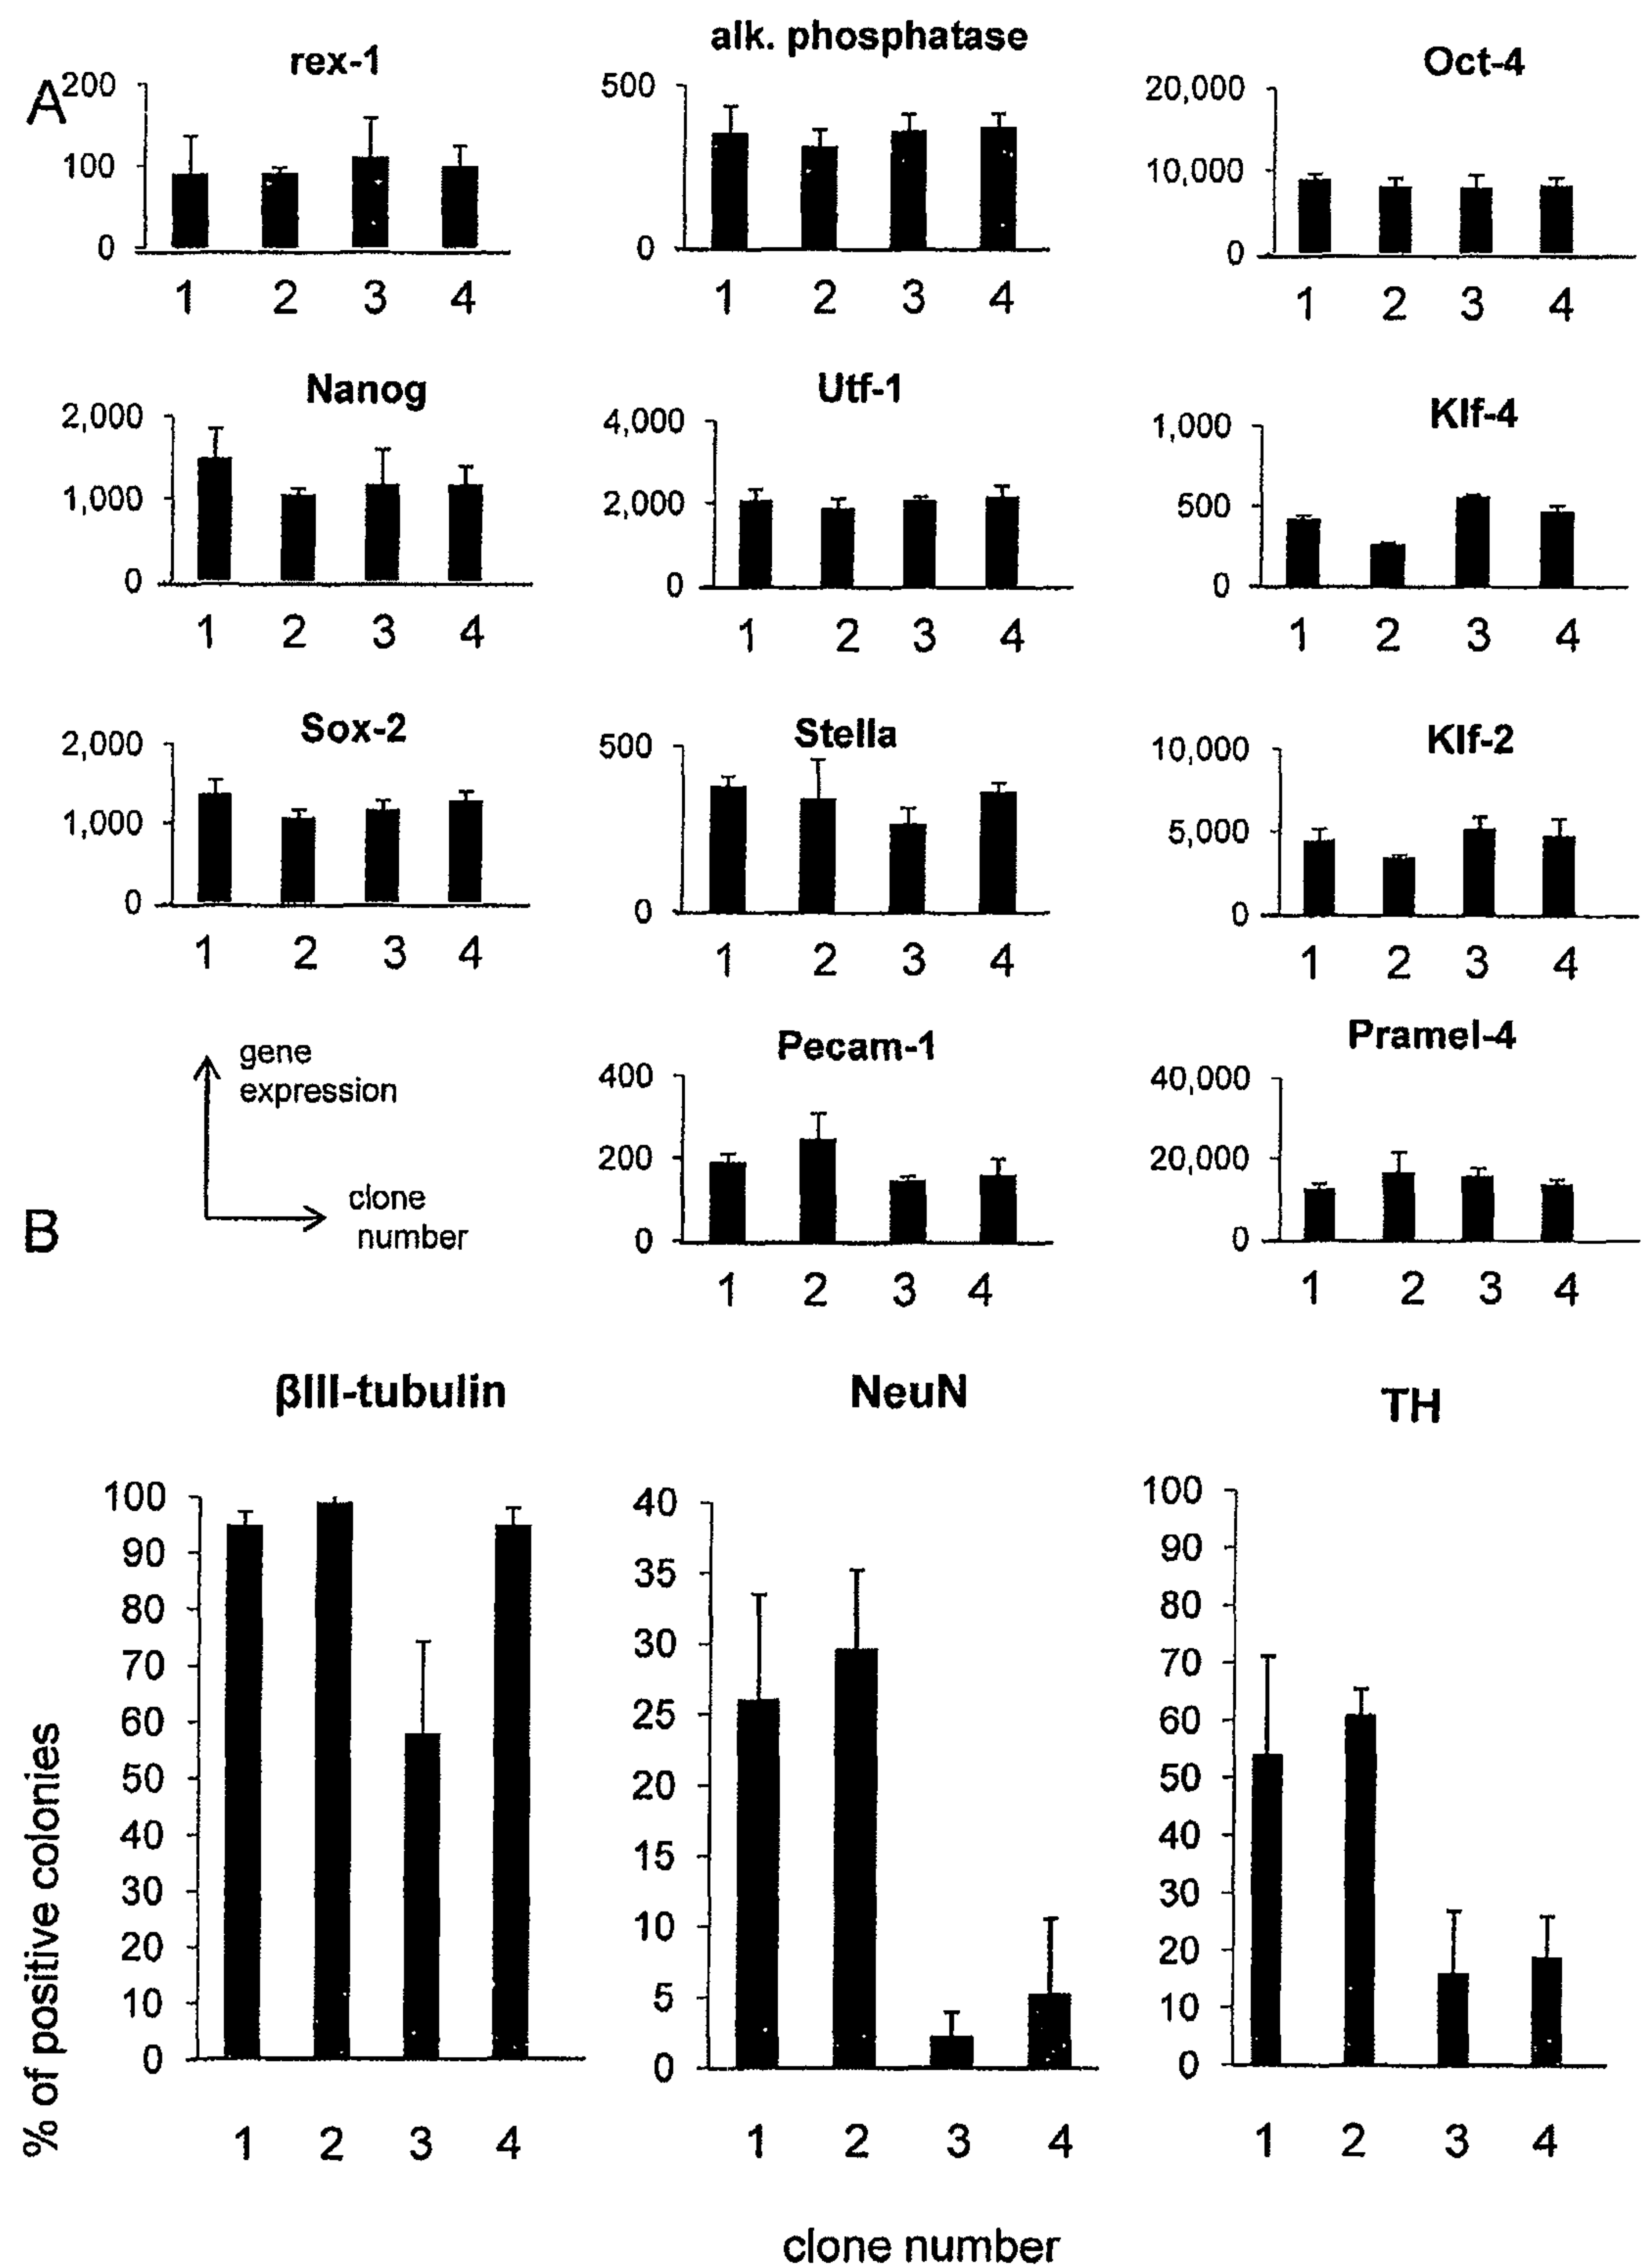 A
rex-1
200
100
0
1 2 3 4
alk. phosphatase
500
0
1 2 3 4
Oct-4
20,000
10,000
0
1 2 3 4
Nanog
2,000
1,000
0
1 2 3 4
Utf-1
4,000
2,000
0
1 2 3 4
Klf-4
1,000
500
0
1 2 3 4
Sox-2
2,000
1,000
0
1 2 3 4
Stella
500
0
1 2 3 4
Klf-2
10,000
5,000
0
1 2 3 4
gene
expression
clone
number
Pecam-1
400
200
0
1 2 3 4
Pramel-4
40,000
20,000
0
1 2 3 4
B
% of positive colonies
βIII-tubulin
100
90
80
70
60
50
40
30
20
10
0
1 2 3 4
NeuN
40
35
30
25
20
15
10
5
0
1 2 3 4
TH
100
90
80
70
60
50
40
30
20
10
0
1 2 3 4
clone number